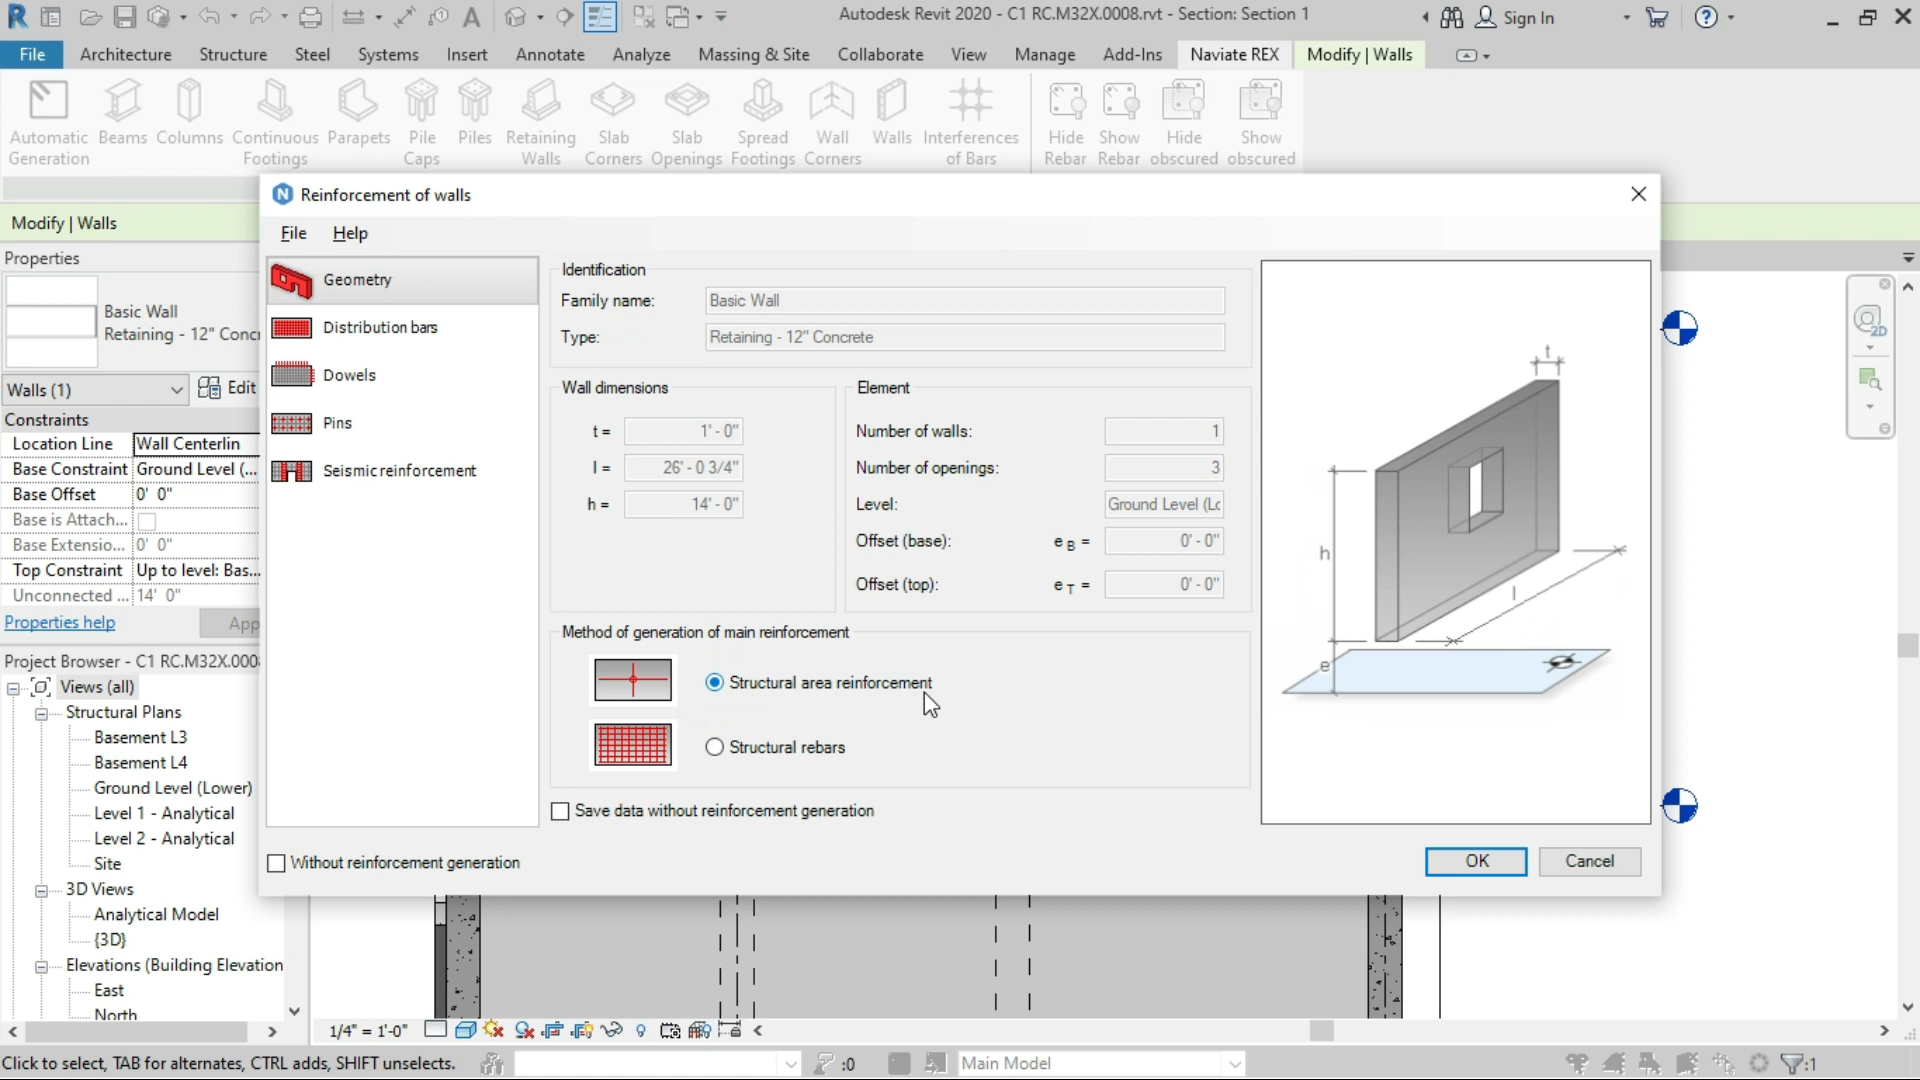 Autodesk Revit 2020 - C1 RC.M32X.0008.rvt - Section: Section 1
Sign In
File Architecture Structure Steel Systems Insert Annotate Analyze Massing & Site Collaborate View Manage Add-Ins Naviate REX Modify | Walls
Automatic Beams Columns Continuous Parapets Pile Piles Retaining Slab Slab Spread Wall Walls Interferences Hide Show Hide Show
Generation Footings Caps Walls Corners Openings Footings Corners of Bars Rebar Rebar obscured obscured
Modify | Walls
Properties
Basic Wall
Retaining - 12" Conc
Walls (1) Edit
Constraints
Location Line Wall Centerlin
Base Constraint Ground Level (...
Base Offset 0' 0"
Base is Attach...
Base Extensio... 0' 0"
Top Constraint Up to level: Bas...
Unconnected ... 14' 0"
Properties help App
Project Browser - C1 RC.M32X.000
Views (all)
Structural Plans
Basement L3
Basement L4
Ground Level (Lower)
Level 1 - Analytical
Level 2 - Analytical
Site
3D Views
Analytical Model
{3D}
Elevations (Building Elevation
East
North
Reinforcement of walls
File Help
Geometry
Distribution bars
Dowels
Pins
Seismic reinforcement
Identification
Family name: Basic Wall
Type: Retaining - 12" Concrete
Wall dimensions
t = 1' - 0"
l = 26' - 0 3/4"
h = 14' - 0"
Element
Number of walls: 1
Number of openings: 3
Level: Ground Level (Lc
Offset (base): e B = 0' - 0"
Offset (top): e T = 0' - 0"
Method of generation of main reinforcement
Structural area reinforcement
Structural rebars
Save data without reinforcement generation
t
h
l
e
Without reinforcement generation
OK Cancel
2D
1/4" = 1'-0"
Click to select, TAB for alternates, CTRL adds, SHIFT unselects. :0 Main Model :1